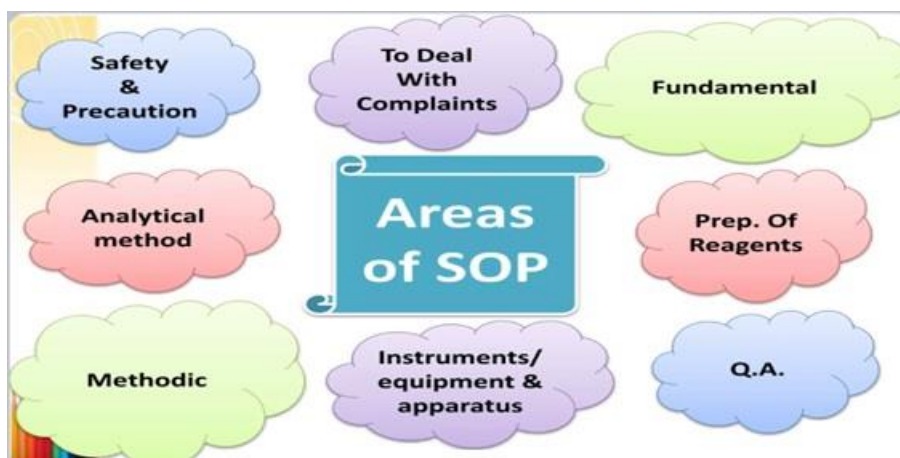 Safety
&
Precaution
To Deal
With
Complaints
Fundamental
Analytical
method
Areas
of SOP
Prep. Of
Reagents
Methodic
Instruments/
equipment &
apparatus
Q.A.